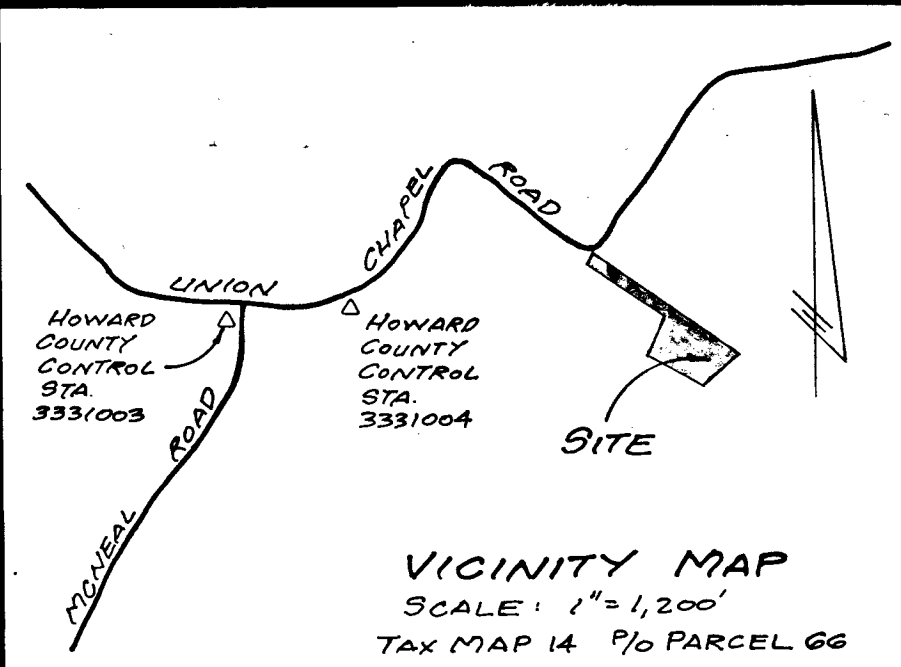 UNION CHAPEL ROAD
HOWARD
COUNTY
CONTROL
STA.
3331003
HOWARD
COUNTY
CONTROL
STA.
3331004
MCNEAL ROAD
SITE
VICINITY MAP
SCALE: 1"=1,200'
TAX MAP 14 P/O PARCEL 66